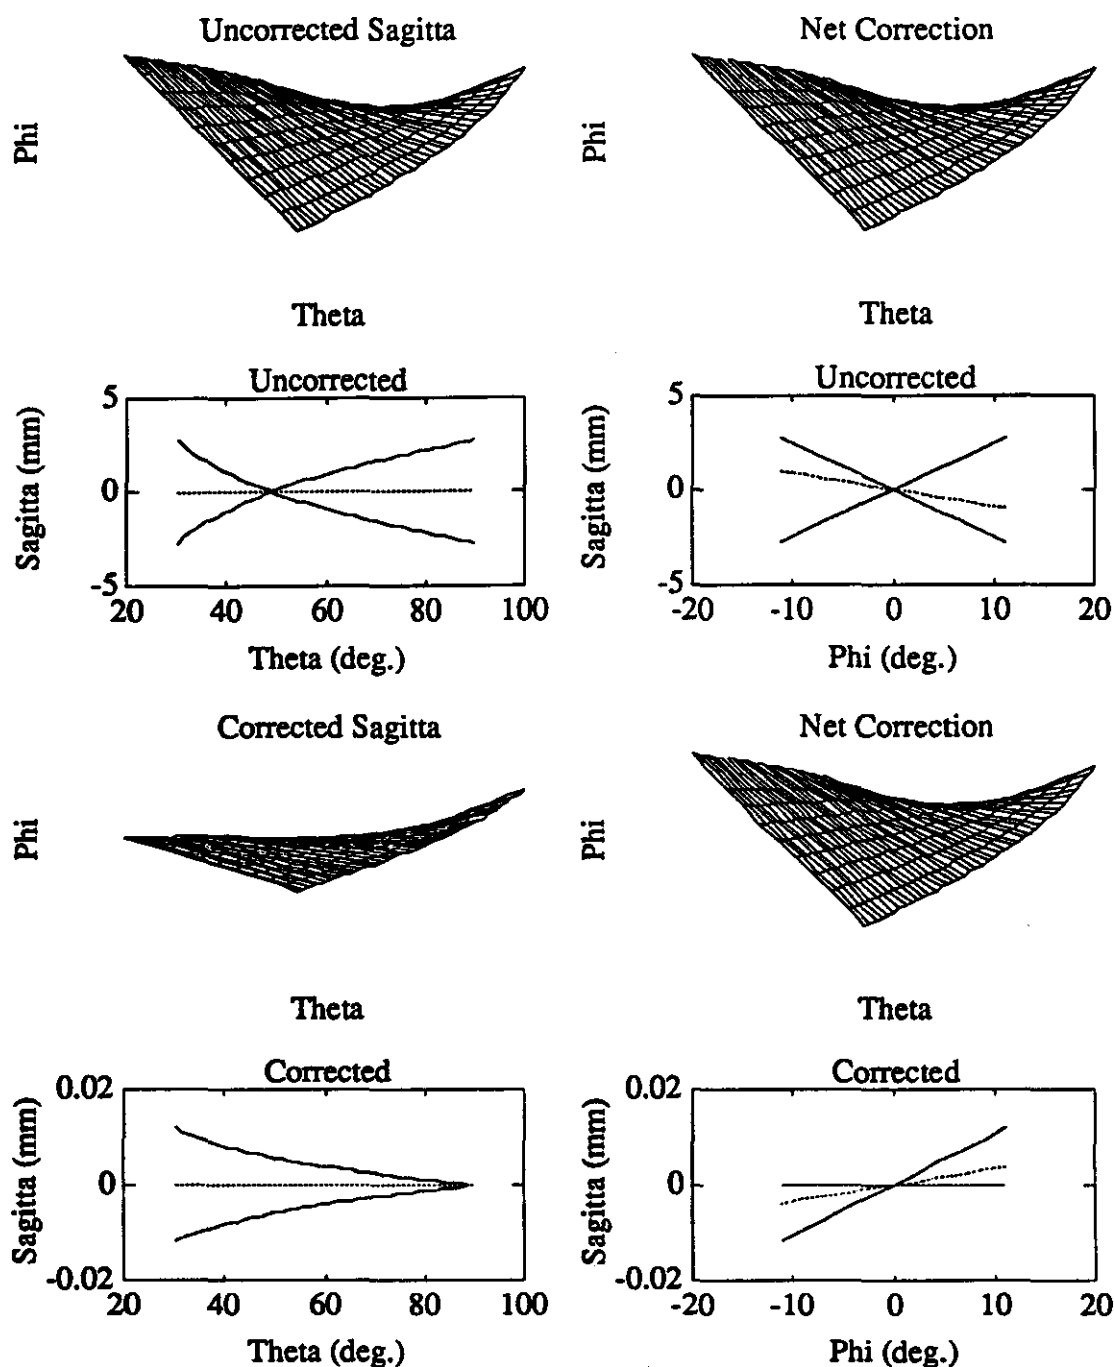 Uncorrected Sagitta
Phi
Theta
Net Correction
Phi
Theta
Uncorrected
Sagitta (mm)
5
0
-5
20 40 60 80 100
Theta (deg.)
Uncorrected
Sagitta (mm)
5
0
-5
-20 -10 0 10 20
Phi (deg.)
Corrected Sagitta
Phi
Theta
Net Correction
Phi
Theta
Corrected
Sagitta (mm)
0.02
0
-0.02
20 40 60 80 100
Theta (deg.)
Corrected
Sagitta (mm)
0.02
0
-0.02
-20 -10 0 10 20
Phi (deg.)